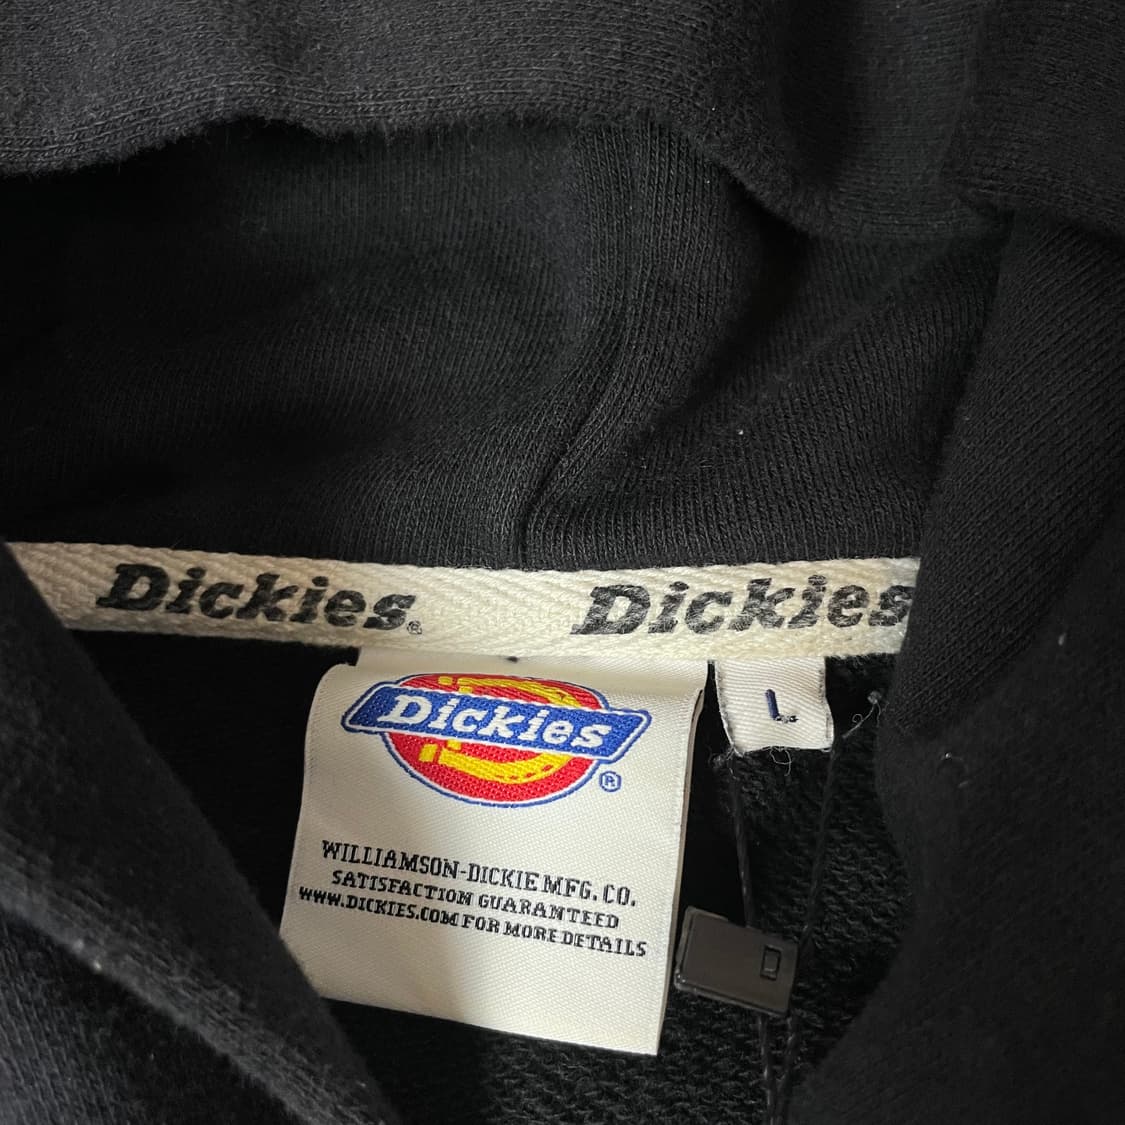 Dickies®
Dickies
Dickies®
L
WILLIAMSON-DICKIE MFG. CO.
SATISFACTION GUARANTEED
WWW.DICKIES.COM FOR MORE DETAILS